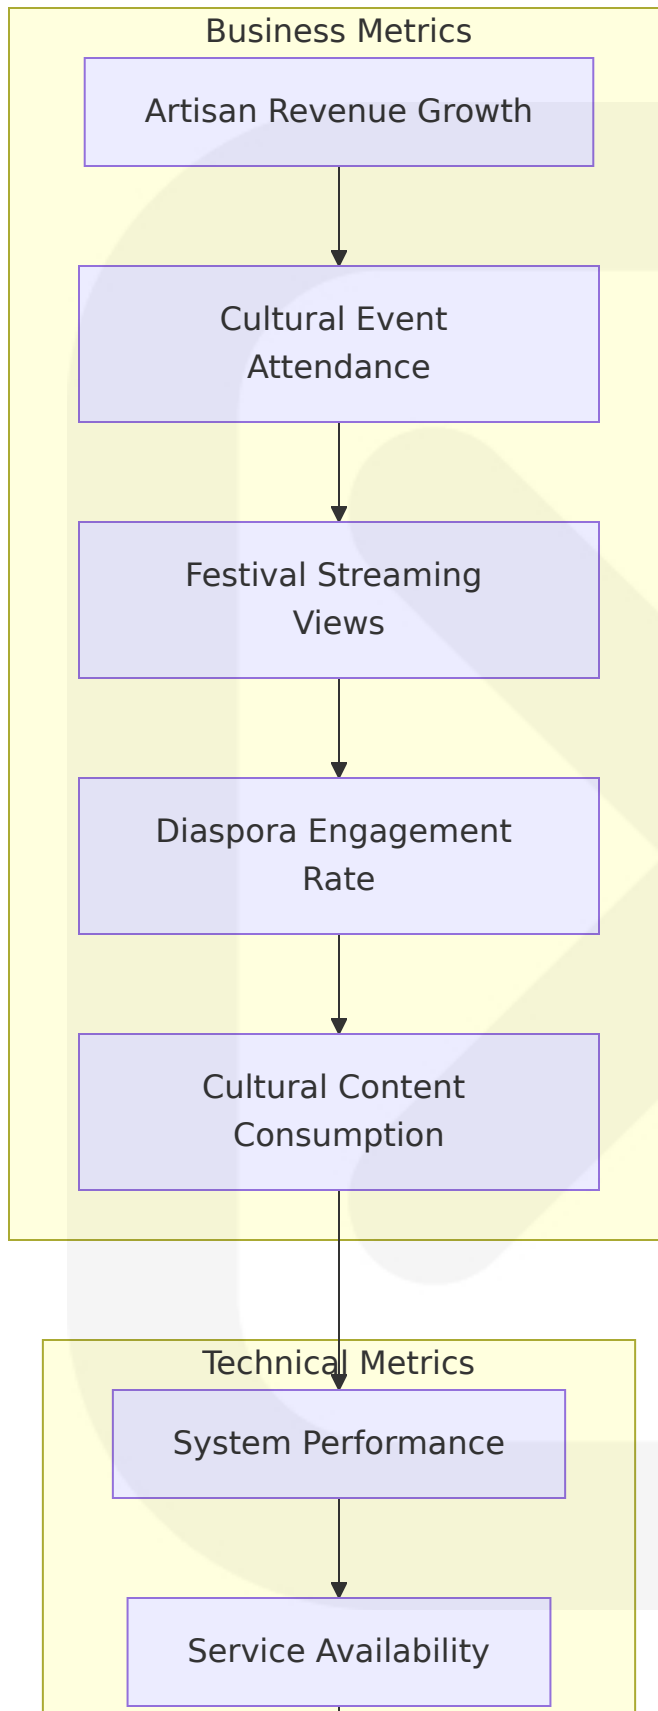 Business Metrics
Artisan Revenue Growth
Cultural Event
Attendance
Festival Streaming
Views
Diaspora Engagement
Rate
Cultural Content
Consumption
Technical Metrics
System Performance
Service Availability